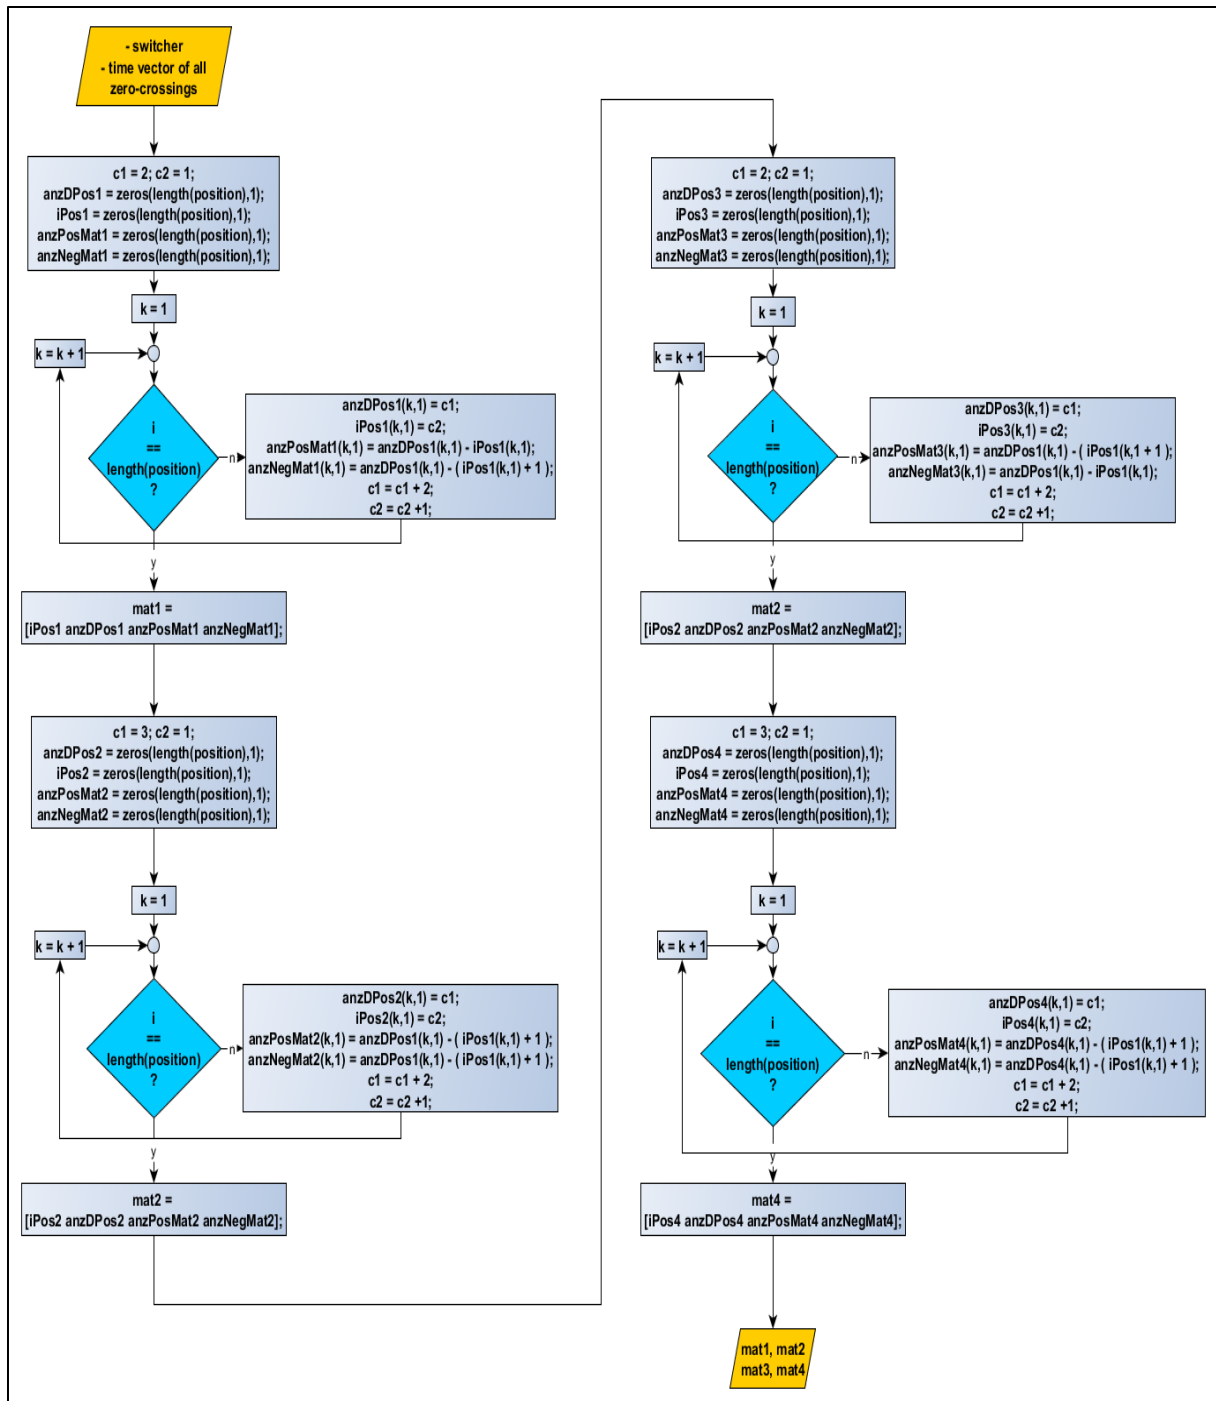 - switcher
- time vector of all
zero-crossings
c1 = 2; c2 = 1;
anzDPos1 = zeros(length(position),1);
iPos1 = zeros(length(position),1);
anzPosMat1 = zeros(length(position),1);
anzNegMat1 = zeros(length(position),1);
k = 1
k = k + 1
i
==
length(position)
?
n
anzDPos1(k,1) = c1;
iPos1(k,1) = c2;
anzPosMat1(k,1) = anzDPos1(k,1) - iPos1(k,1);
anzNegMat1(k,1) = anzDPos1(k,1) - ( iPos1(k,1) + 1 );
c1 = c1 + 2;
c2 = c2 +1;
y
mat1 =
[iPos1 anzDPos1 anzPosMat1 anzNegMat1];
c1 = 3; c2 = 1;
anzDPos2 = zeros(length(position),1);
iPos2 = zeros(length(position),1);
anzPosMat2 = zeros(length(position),1);
anzNegMat2 = zeros(length(position),1);
k = 1
k = k + 1
i
==
length(position)
?
n
anzDPos2(k,1) = c1;
iPos2(k,1) = c2;
anzPosMat2(k,1) = anzDPos1(k,1) - ( iPos1(k,1) + 1 );
anzNegMat2(k,1) = anzDPos1(k,1) - ( iPos1(k,1) + 1 );
c1 = c1 + 2;
c2 = c2 +1;
y
mat2 =
[iPos2 anzDPos2 anzPosMat2 anzNegMat2];
c1 = 2; c2 = 1;
anzDPos3 = zeros(length(position),1);
iPos3 = zeros(length(position),1);
anzPosMat3 = zeros(length(position),1);
anzNegMat3 = zeros(length(position),1);
k = 1
k = k + 1
i
==
length(position)
?
n
anzDPos3(k,1) = c1;
iPos3(k,1) = c2;
anzPosMat3(k,1) = anzDPos1(k,1) - ( iPos1(k,1 + 1 );
anzNegMat3(k,1) = anzDPos1(k,1) - iPos1(k,1);
c1 = c1 + 2;
c2 = c2 +1;
y
mat2 =
[iPos2 anzDPos2 anzPosMat2 anzNegMat2];
c1 = 3; c2 = 1;
anzDPos4 = zeros(length(position),1);
iPos4 = zeros(length(position),1);
anzPosMat4 = zeros(length(position),1);
anzNegMat4 = zeros(length(position),1);
k = 1
k = k + 1
i
==
length(position)
?
n
anzDPos4(k,1) = c1;
iPos4(k,1) = c2;
anzPosMat4(k,1) = anzDPos4(k,1) - ( iPos1(k,1) + 1 );
anzNegMat4(k,1) = anzDPos4(k,1) - ( iPos1(k,1) + 1 );
c1 = c1 + 2;
c2 = c2 +1;
y
mat4 =
[iPos4 anzDPos4 anzPosMat4 anzNegMat4];
mat1, mat2
mat3, mat4